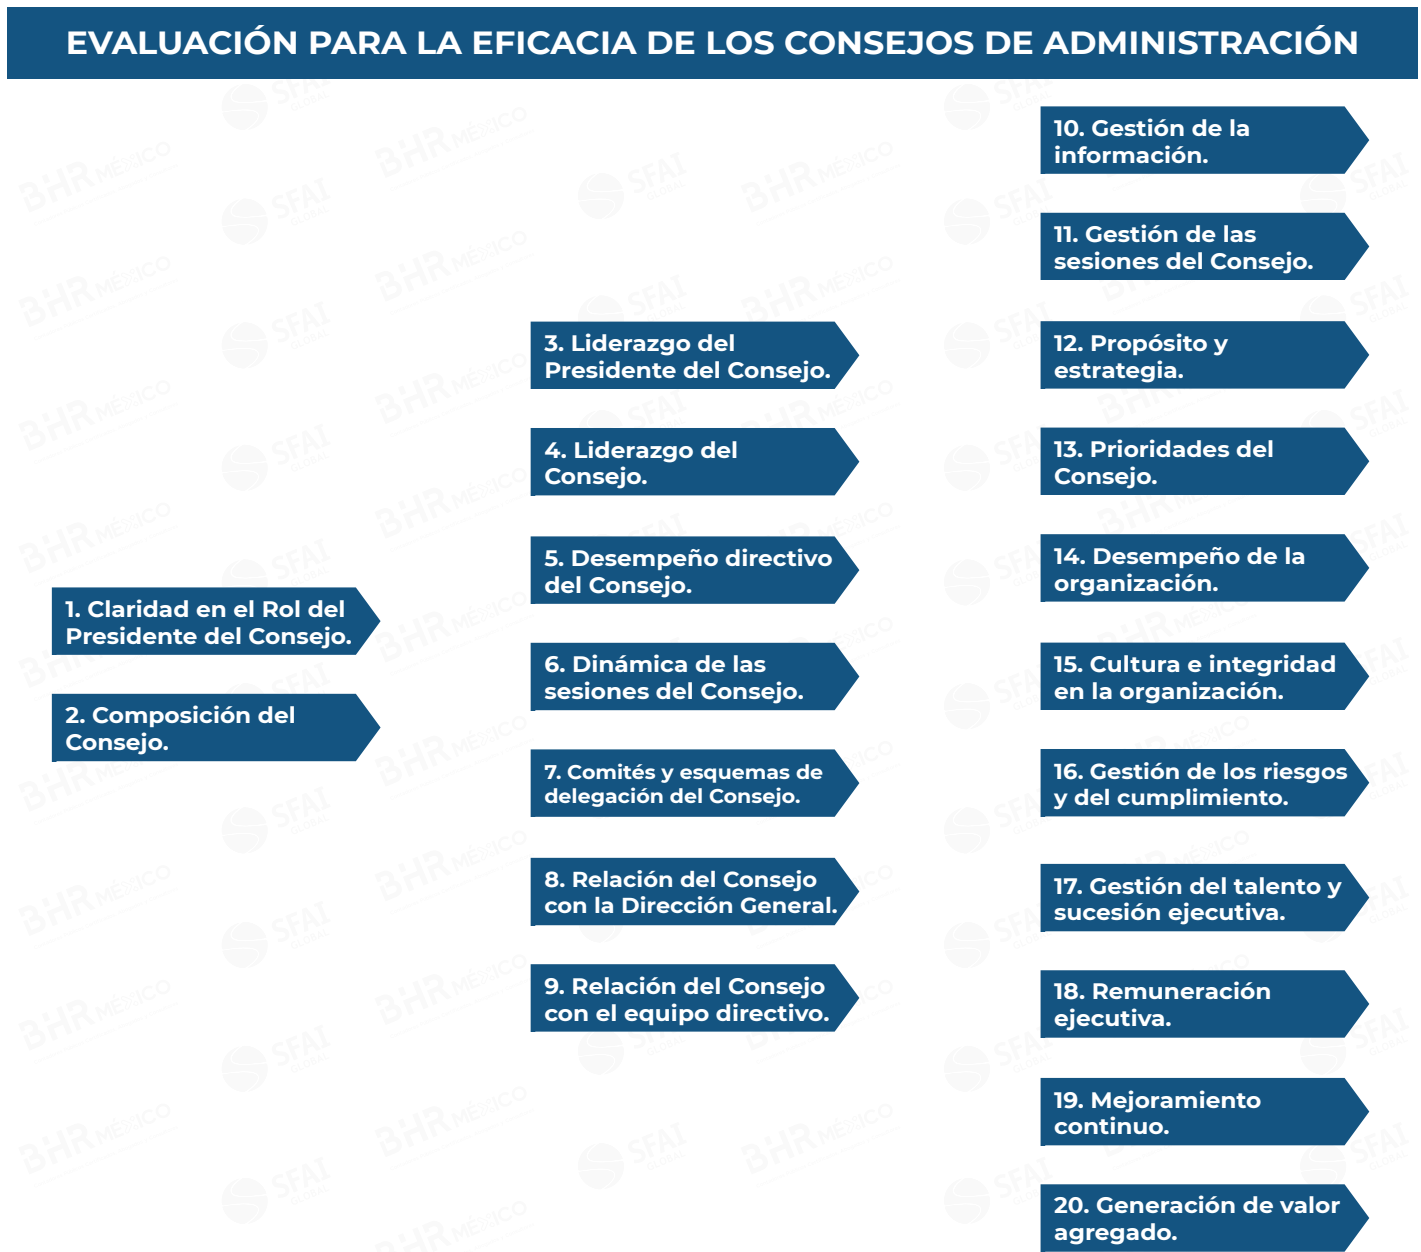 EVALUACIÓN PARA LA EFICACIA DE LOS CONSEJOS DE ADMINISTRACIÓN
1. Claridad en el Rol del
Presidente del Consejo.
2. Composición del
Consejo.
3. Liderazgo del
Presidente del Consejo.
4. Liderazgo del
Consejo.
5. Desempeño directivo
del Consejo.
6. Dinámica de las
sesiones del Consejo.
7. Comités y esquemas de
delegación del Consejo.
8. Relación del Consejo
con la Dirección General.
9. Relación del Consejo
con el equipo directivo.
10. Gestión de la
información.
11. Gestión de las
sesiones del Consejo.
12. Propósito y
estrategia.
13. Prioridades del
Consejo.
14. Desempeño de la
organización.
15. Cultura e integridad
en la organización.
16. Gestión de los riesgos
y del cumplimiento.
17. Gestión del talento y
sucesión ejecutiva.
18. Remuneración
ejecutiva.
19. Mejoramiento
continuo.
20. Generación de valor
agregado.
BHR MÉXICO
SFAI
GLOBAL